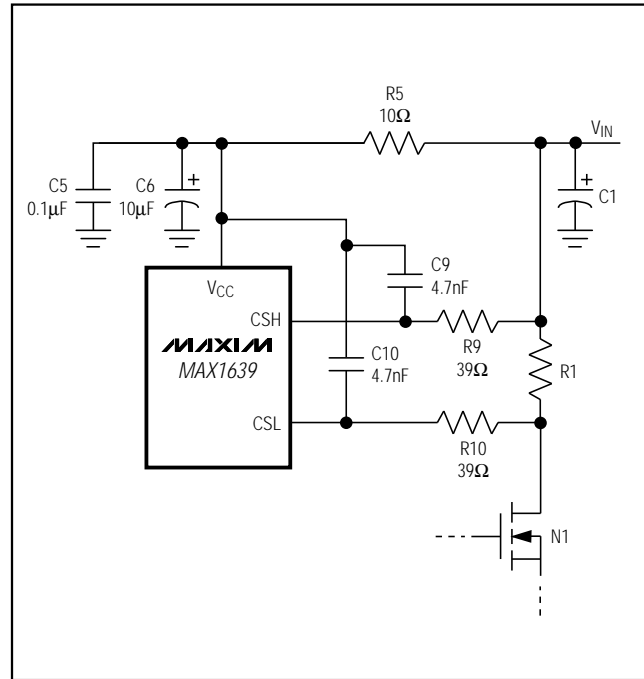 R5
10Ω
VIN
C5
0.1μF
C6
10μF
+
+
C1
VCC
C9
4.7nF
CSH
MAXIM
MAX1639
R9
39Ω
C10
4.7nF
R1
CSL
R10
39Ω
N1